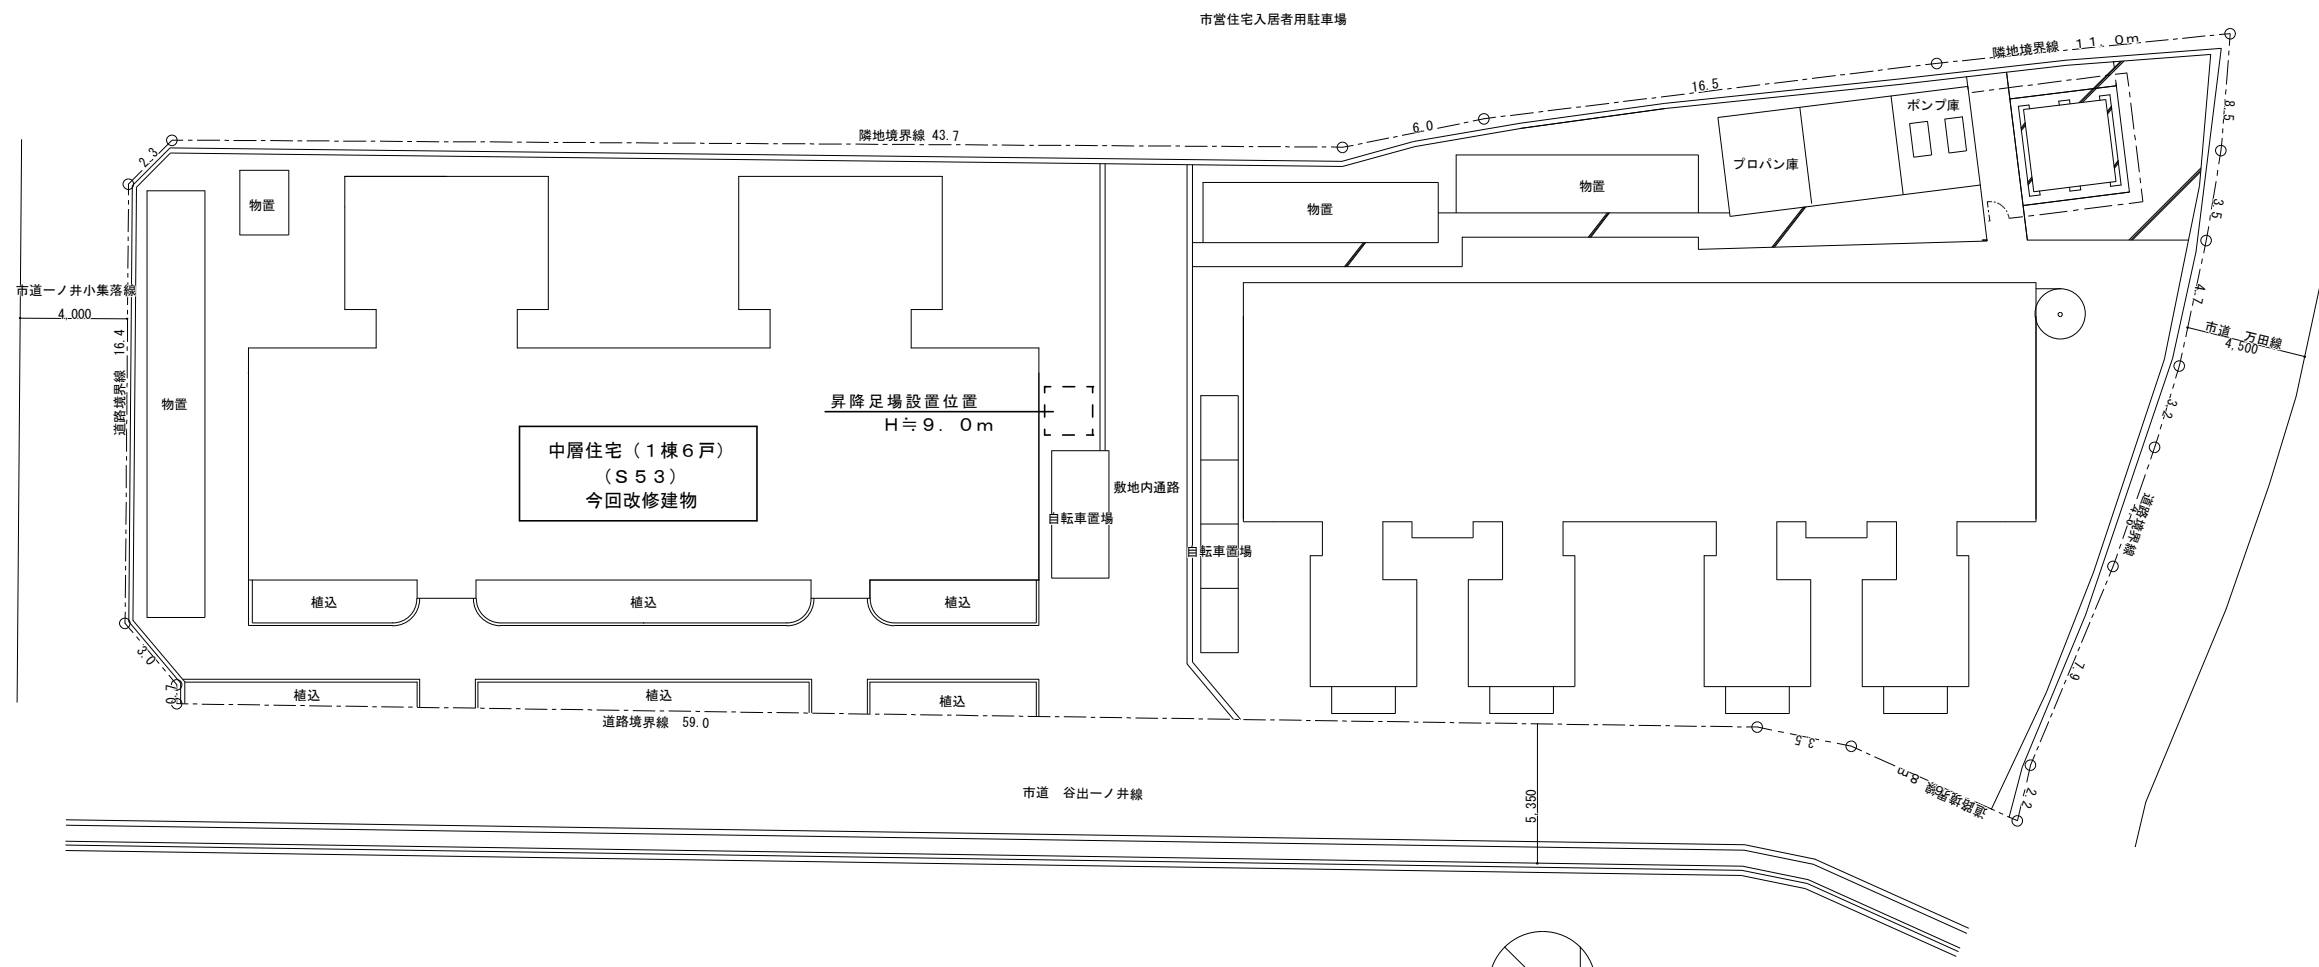 市営住宅入居者用駐車場
隣地境界線　１１．０ｍ
16.5
6.0
隣地境界線 43.7
2.3
8.5
ポンプ庫
プロパン庫
物置
物置
物置
3.5
4.7
市道一ノ井小集落線
4,000
道路境界線　16.4
物置
市道　万田線
4,500
3.2
昇降足場設置位置
Ｈ≒９．０ｍ
中層住宅（１棟６戸）
（Ｓ５３）
今回改修建物
敷地内通路
自転車置場
自転車置場
道路境界線
植込
植込
植込
3.0
0.7
植込
植込
植込
7.9
道路境界線　59.0
3.5
道路境界線
8m
2.2
市道　谷出一ノ井線
5,350